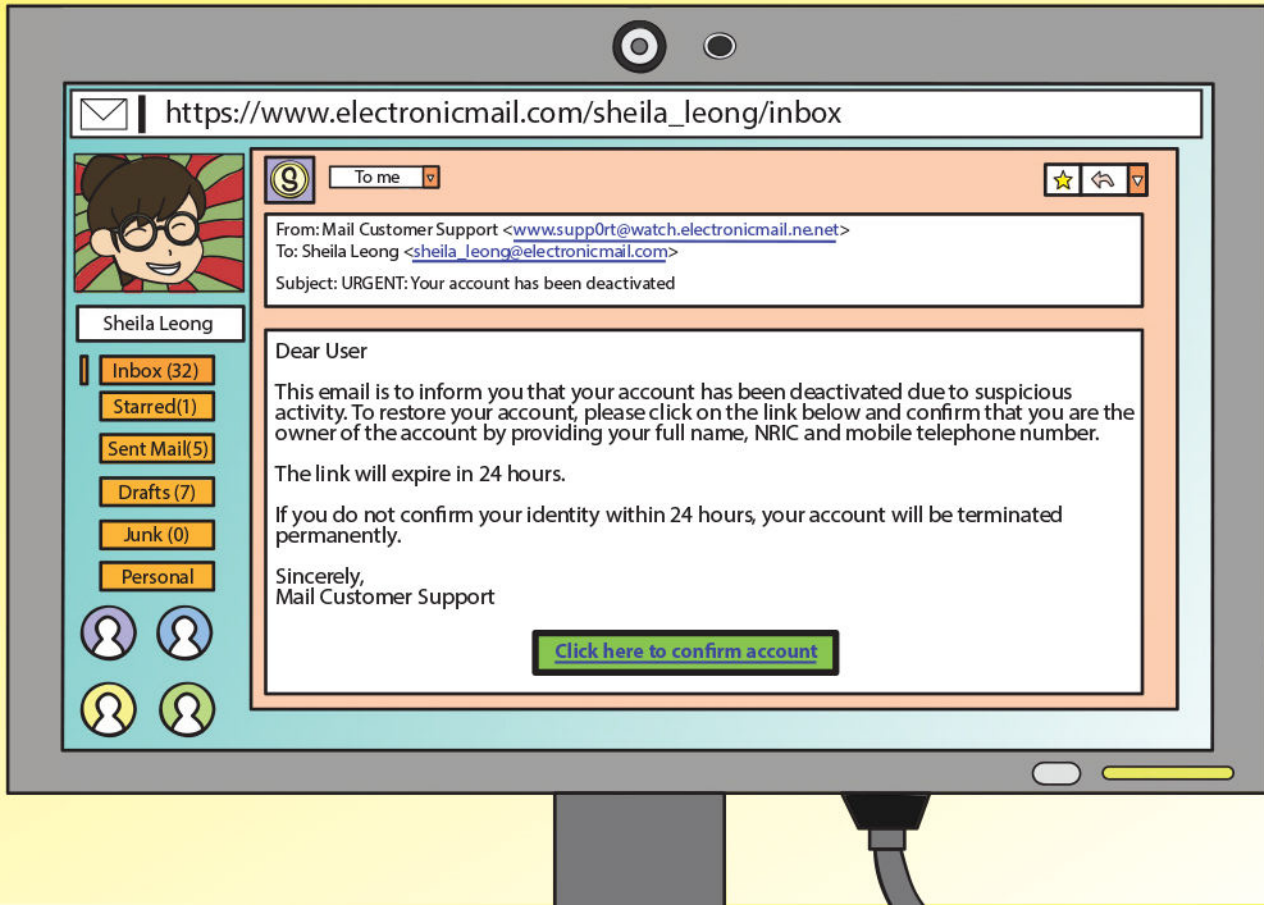 https://www.electronicmail.com/sheila_leong/inbox
S
To me
From: Mail Customer Support <www.supp0rt@watch.electronicmail.ne.net>
To: Sheila Leong <sheila_leong@electronicmail.com>
Subject: URGENT: Your account has been deactivated
Sheila Leong
Inbox (32)
Starred(1)
Sent Mail(5)
Drafts (7)
Junk (0)
Personal
Dear User
This email is to inform you that your account has been deactivated due to suspicious
activity. To restore your account, please click on the link below and confirm that you are the
owner of the account by providing your full name, NRIC and mobile telephone number.
The link will expire in 24 hours.
If you do not confirm your identity within 24 hours, your account will be terminated
permanently.
Sincerely,
Mail Customer Support
Click here to confirm account